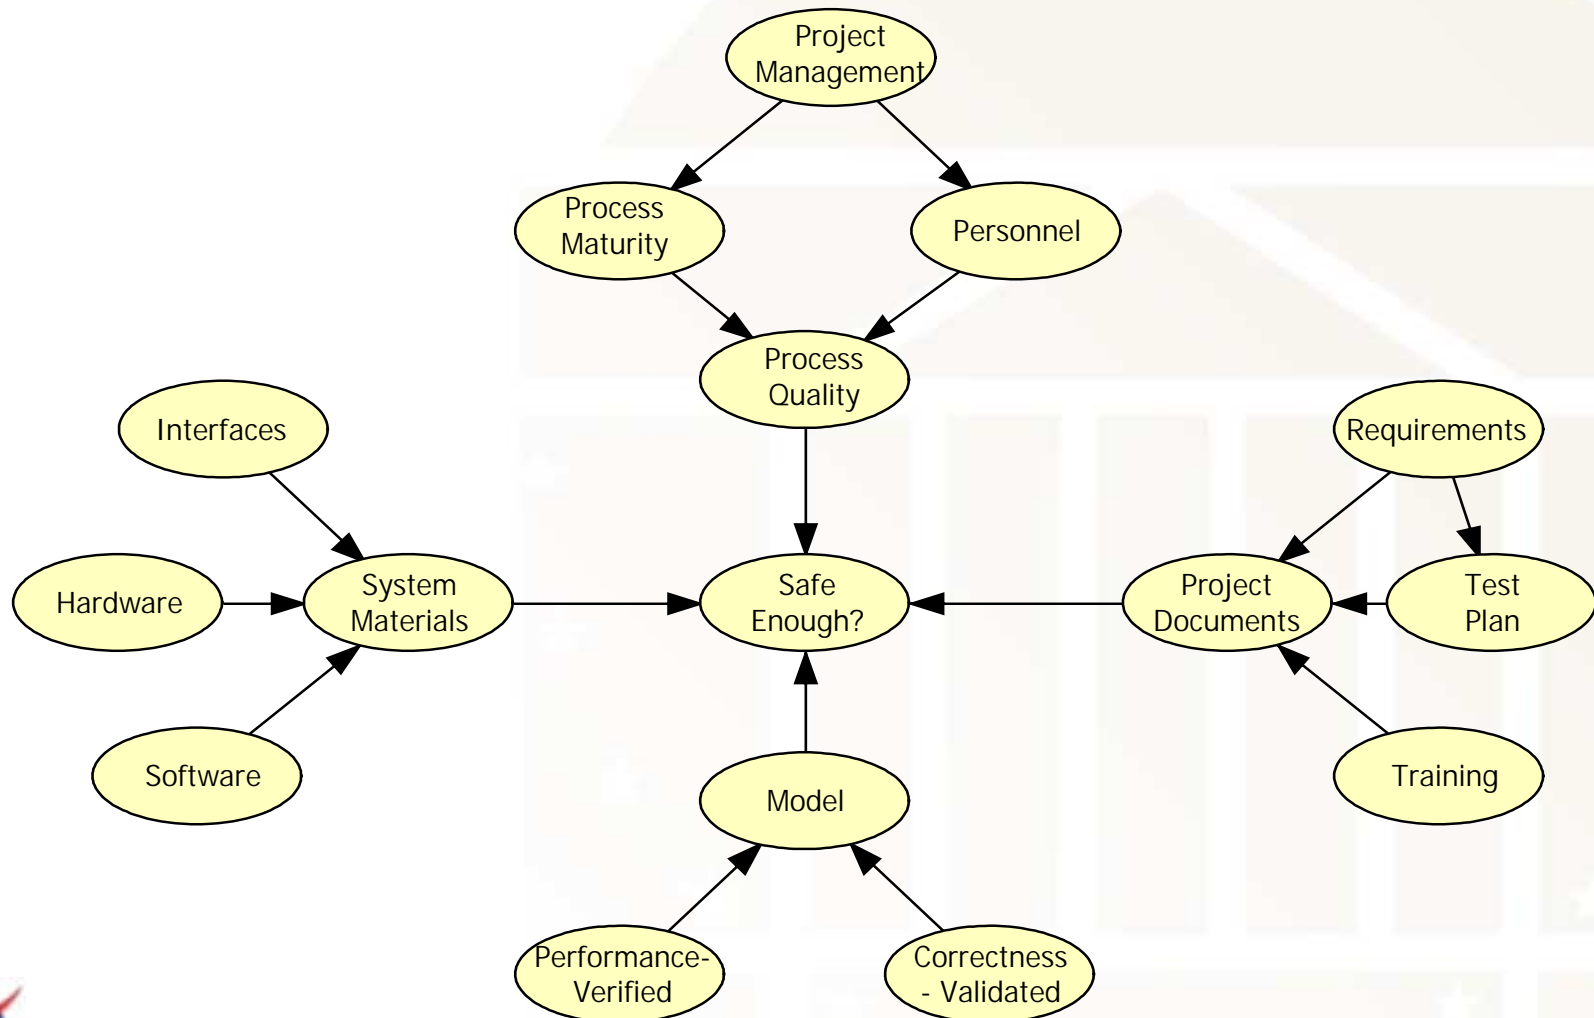 Project
Management
Process
Maturity
Personnel
Process
Quality
Interfaces
Requirements
Hardware
System
Materials
Safe
Enough?
Project
Documents
Test
Plan
Software
Model
Training
Performance-
Verified
Correctness
- Validated